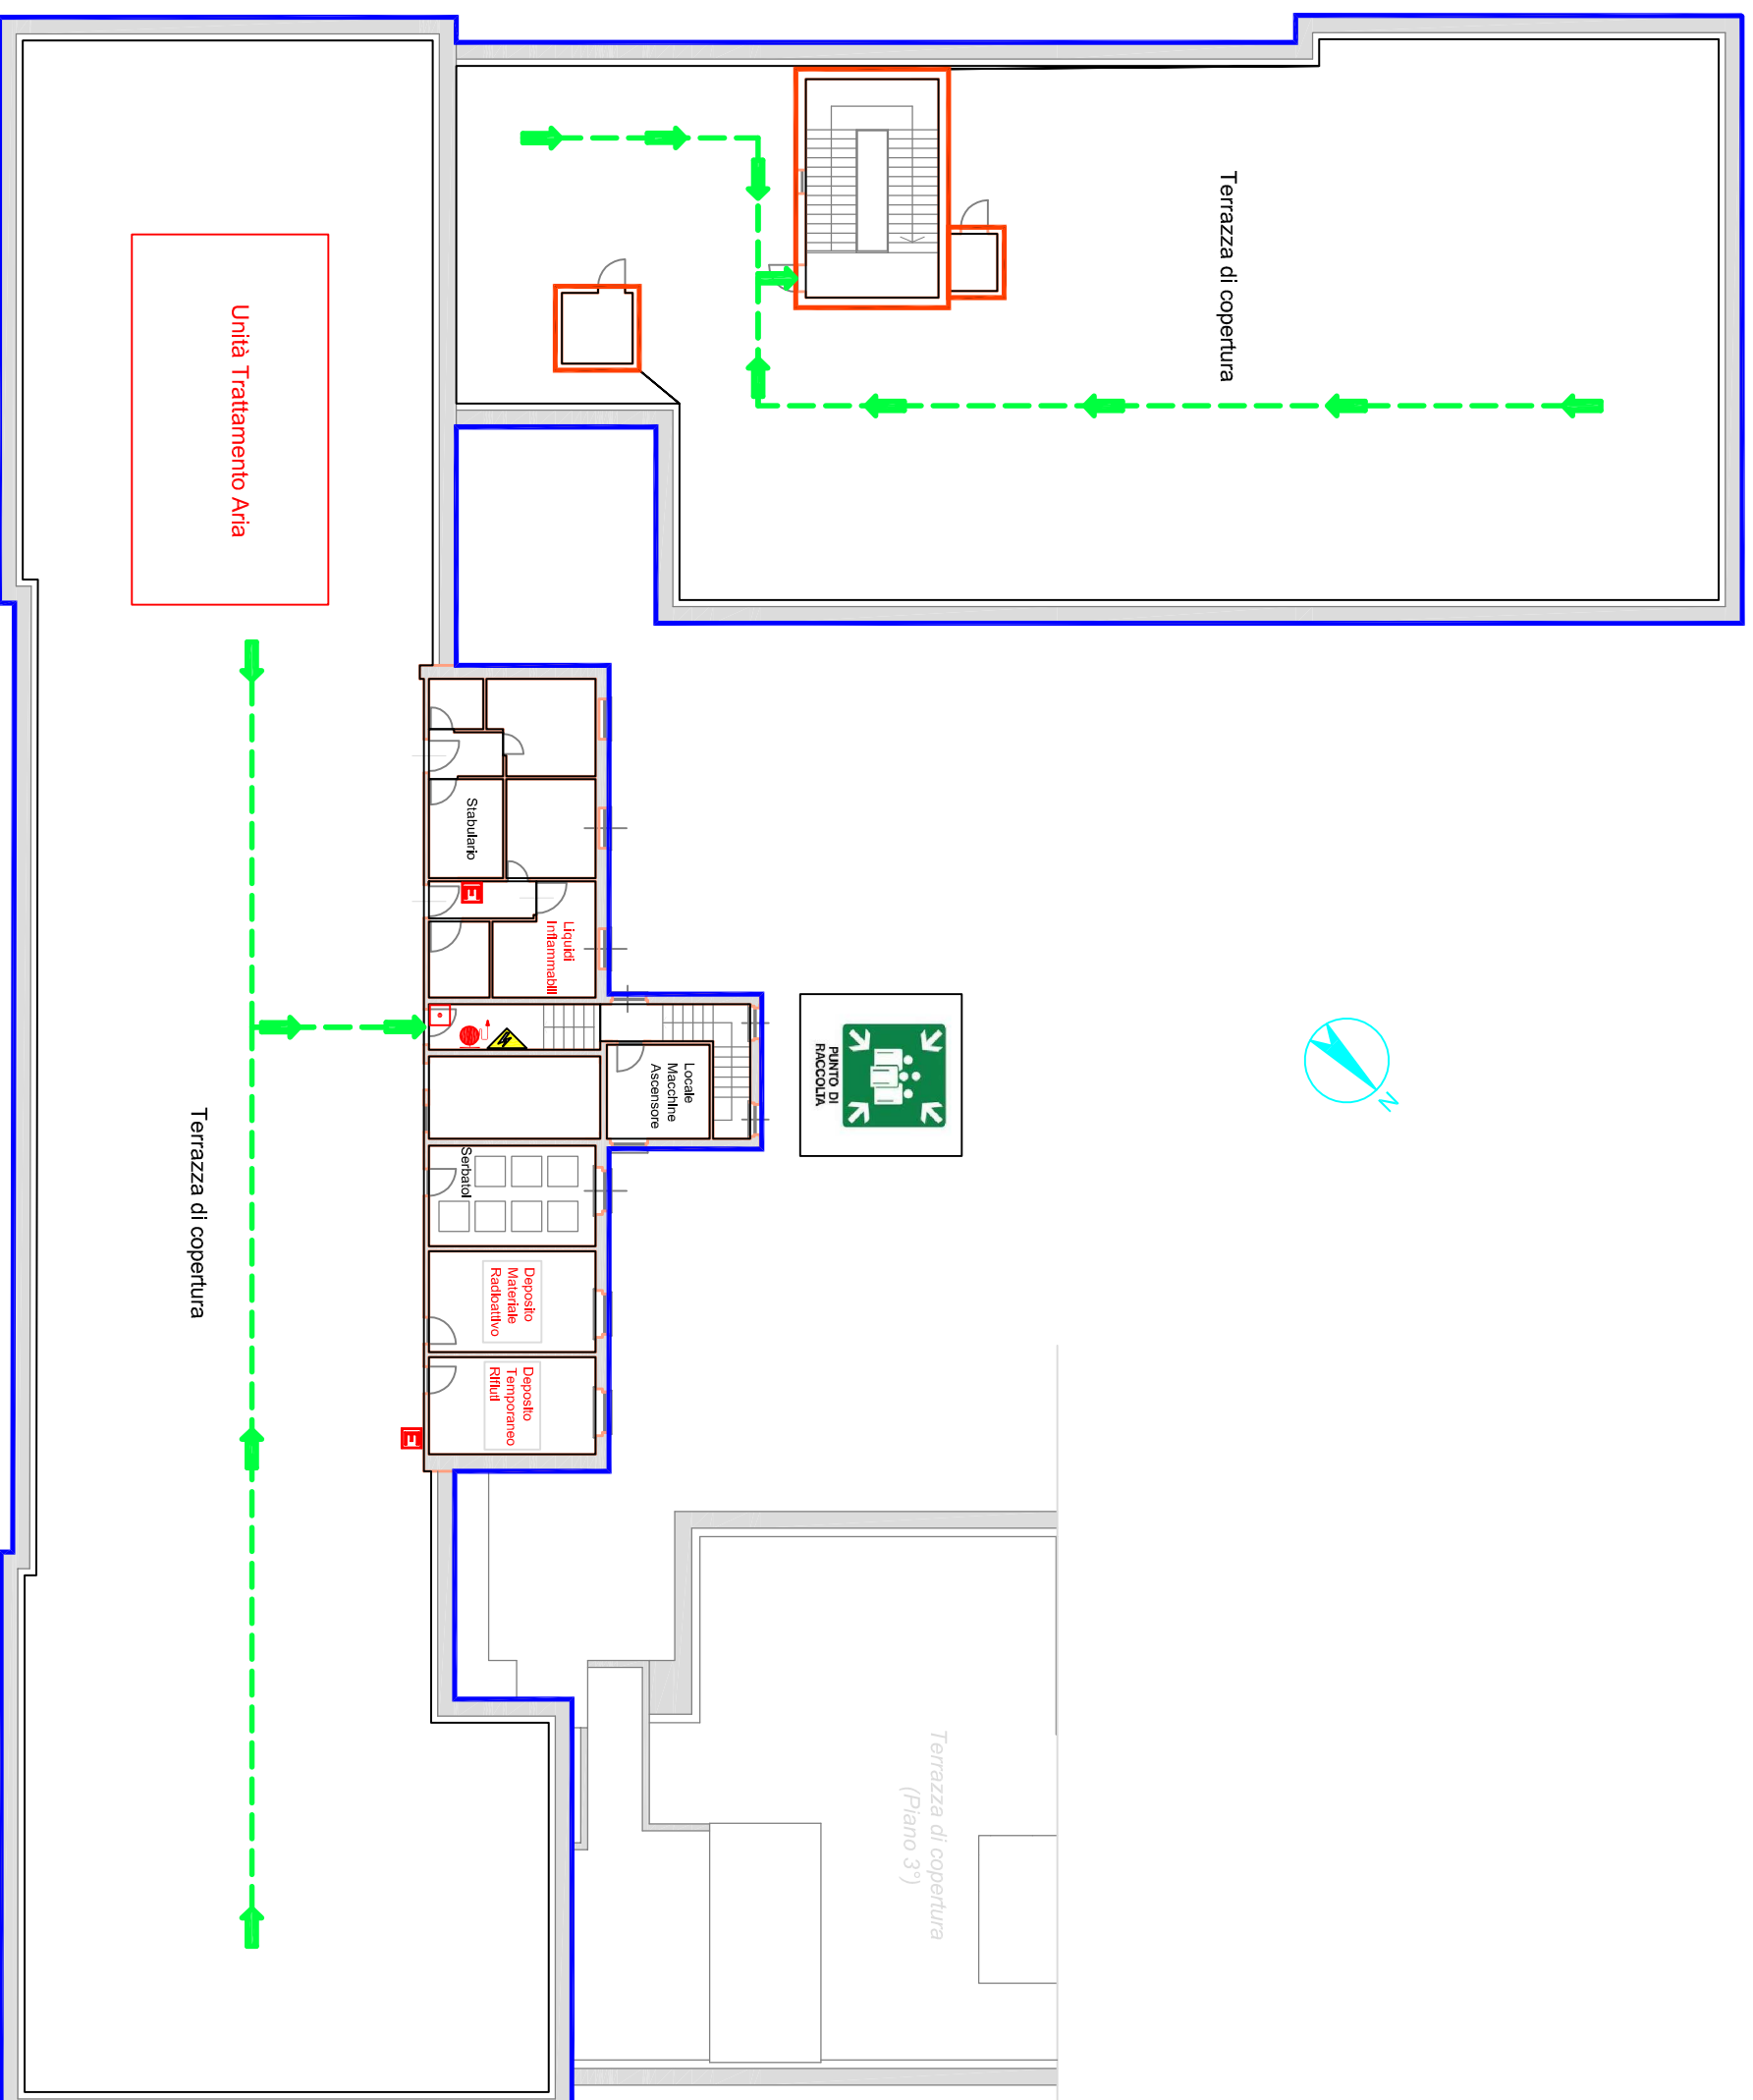 Terrazza di copertura
Unità Trattamento Aria
Stabulario
E
Liquidi
Infiammabili
Locale
Macchine
Ascensore
PUNTO DI
RACCOLTA
N
Serbatoi
Terrazza di copertura
Deposito
Materiale
Radioattivo
Deposito
Temporaneo
Rifiuti
E
Terrazza di copertura
(Piano 3°)